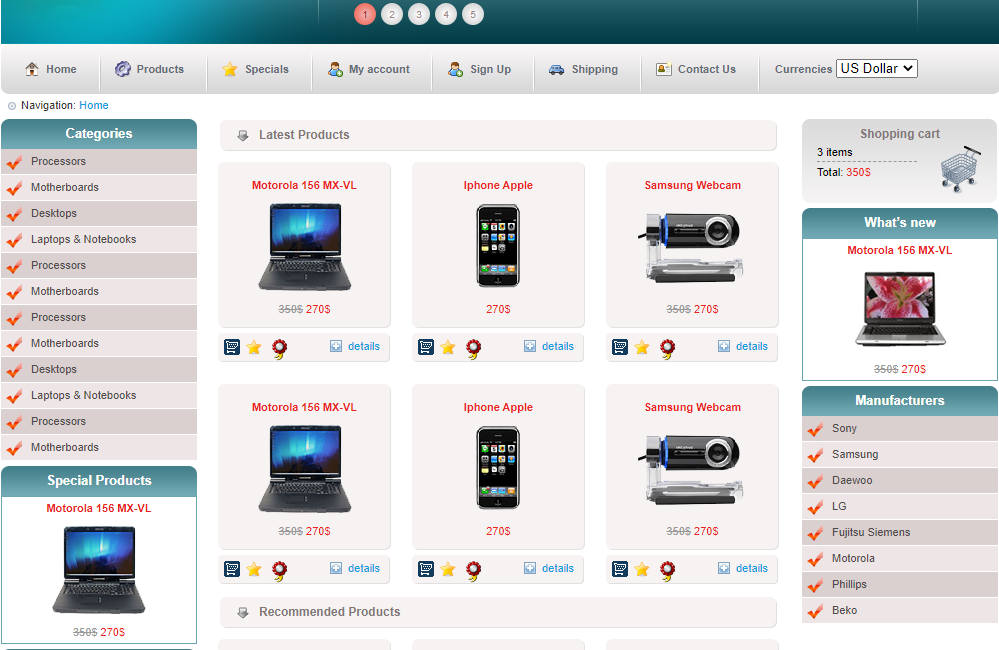 1 2 3 4 5
Home Products Specials My account Sign Up Shipping Contact Us Currencies US Dollar
Navigation: Home
Categories
Processors
Motherboards
Desktops
Laptops & Notebooks
Processors
Motherboards
Processors
Motherboards
Desktops
Laptops & Notebooks
Processors
Motherboards
Special Products
Motorola 156 MX-VL
350$ 270$
Latest Products
Motorola 156 MX-VL
350$ 270$
details
Iphone Apple
270$
details
Samsung Webcam
350$ 270$
details
Motorola 156 MX-VL
350$ 270$
details
Iphone Apple
270$
details
Samsung Webcam
350$ 270$
details
Recommended Products
Shopping cart
3 items
Total: 350$
What's new
Motorola 156 MX-VL
350$ 270$
Manufacturers
Sony
Samsung
Daewoo
LG
Fujitsu Siemens
Motorola
Phillips
Beko